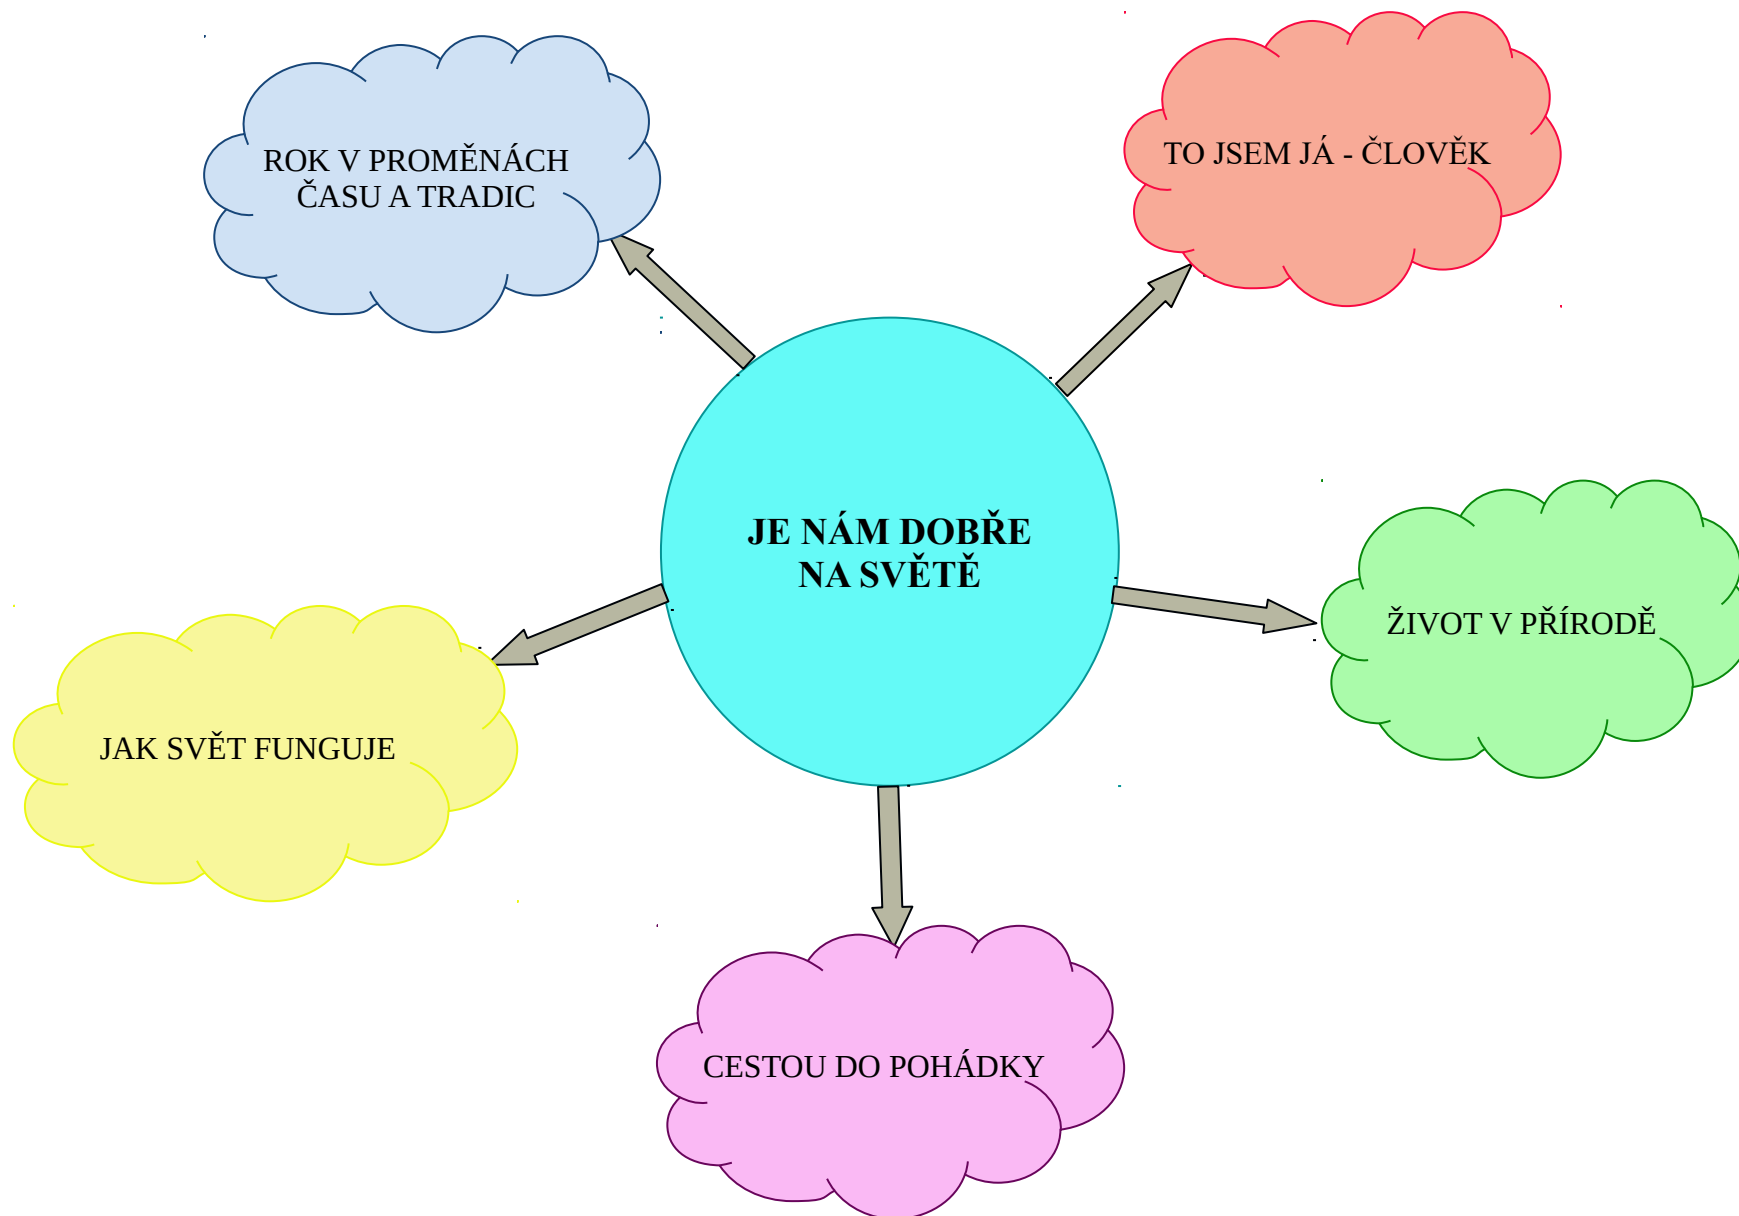 ROK V PROMĚNÁCH
ČASU A TRADIC
TO JSEM JÁ - ČLOVĚK
JE NÁM DOBŘE
NA SVĚTĚ
ŽIVOT V PŘÍRODĚ
JAK SVĚT FUNGUJE
CESTOU DO POHÁDKY